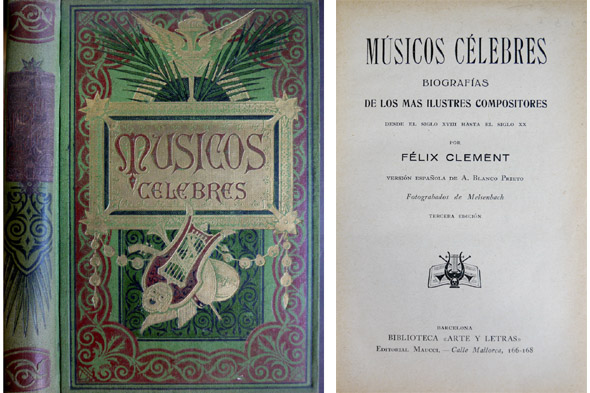 MUSICOS
CELEBRES
MÚSICOS CÉLEBRES
BIOGRAFÍAS
DE LOS MAS ILUSTRES COMPOSITORES
DESDE EL SIGLO XVIII HASTA EL SIGLO XX
POR
FÉLIX CLEMENT
VERSIÓN ESPAÑOLA DE A. BLANCO PRIETO
Fotograbados de Meisenbach
TERCERA EDICIÓN
BARCELONA
BIBLIOTECA «ARTE Y LETRAS»
EDITORIAL MAUCCI.—Calle Mallorca, 166-168